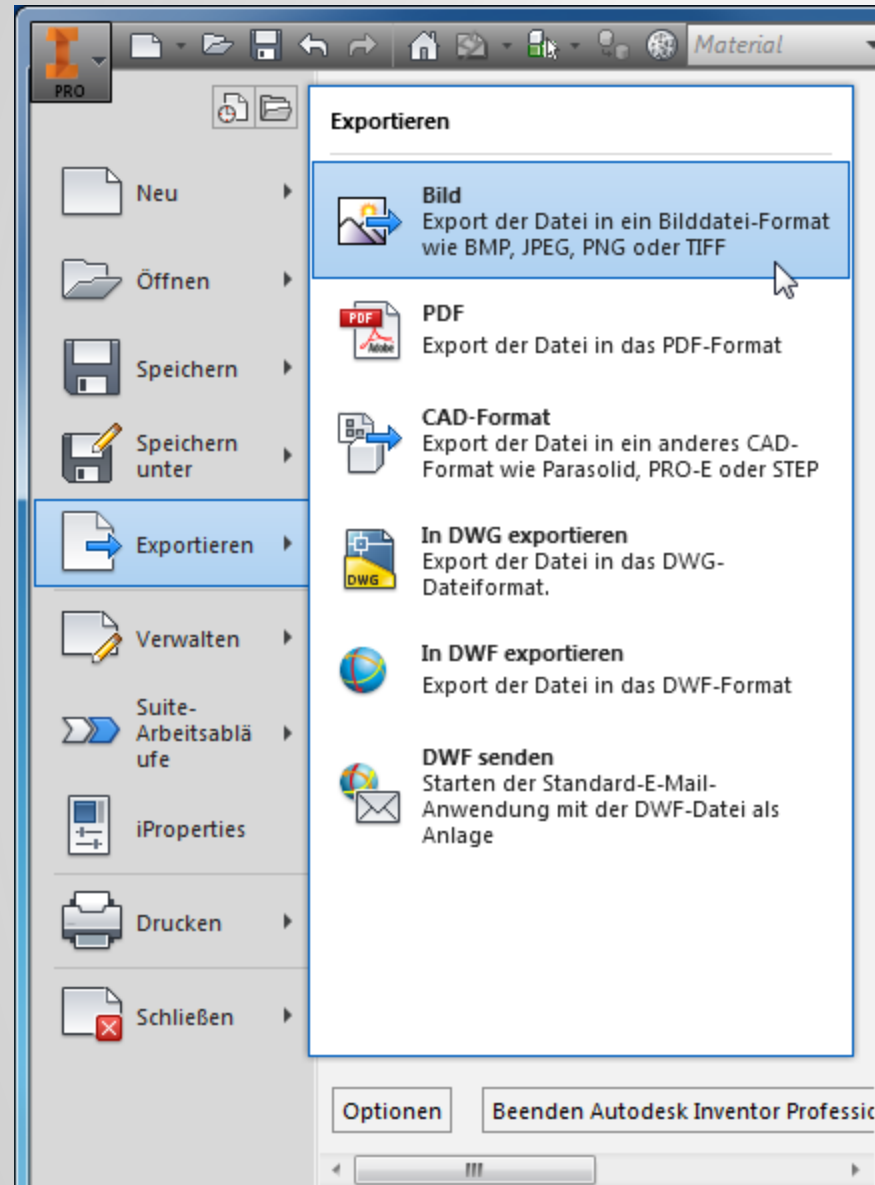 Material
PRO
Exportieren
Neu
Öffnen
Speichern
Speichern
unter
Exportieren
Verwalten
Suite-
Arbeitsablä
ufe
iProperties
Drucken
Schließen
Bild
Export der Datei in ein Bilddatei-Format
wie BMP, JPEG, PNG oder TIFF
PDF
PDF
Adobe
Export der Datei in das PDF-Format
CAD-Format
Export der Datei in ein anderes CAD-
Format wie Parasolid, PRO-E oder STEP
In DWG exportieren
DWG
Export der Datei in das DWG-
Dateiformat.
In DWF exportieren
Export der Datei in das DWF-Format
DWF senden
Starten der Standard-E-Mail-
Anwendung mit der DWF-Datei als
Anlage
Optionen
Beenden Autodesk Inventor Professic